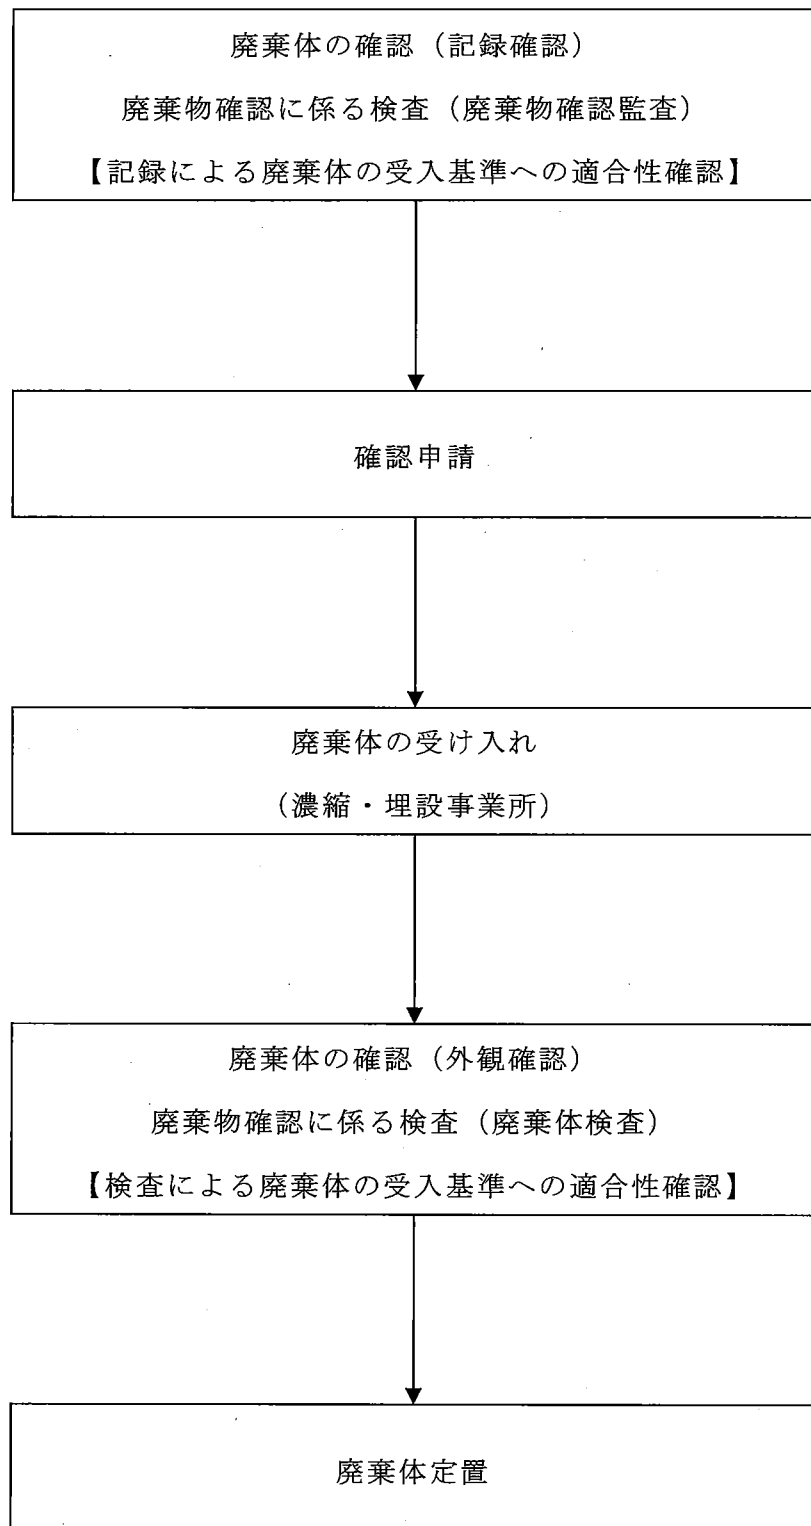 廃棄体の確認（記録確認）
廃棄物確認に係る検査（廃棄物確認監査）
【記録による廃棄体の受入基準への適合性確認】
確認申請
廃棄体の受け入れ
（濃縮・埋設事業所）
廃棄体の確認（外観確認）
廃棄物確認に係る検査（廃棄体検査）
【検査による廃棄体の受入基準への適合性確認】
廃棄体定置